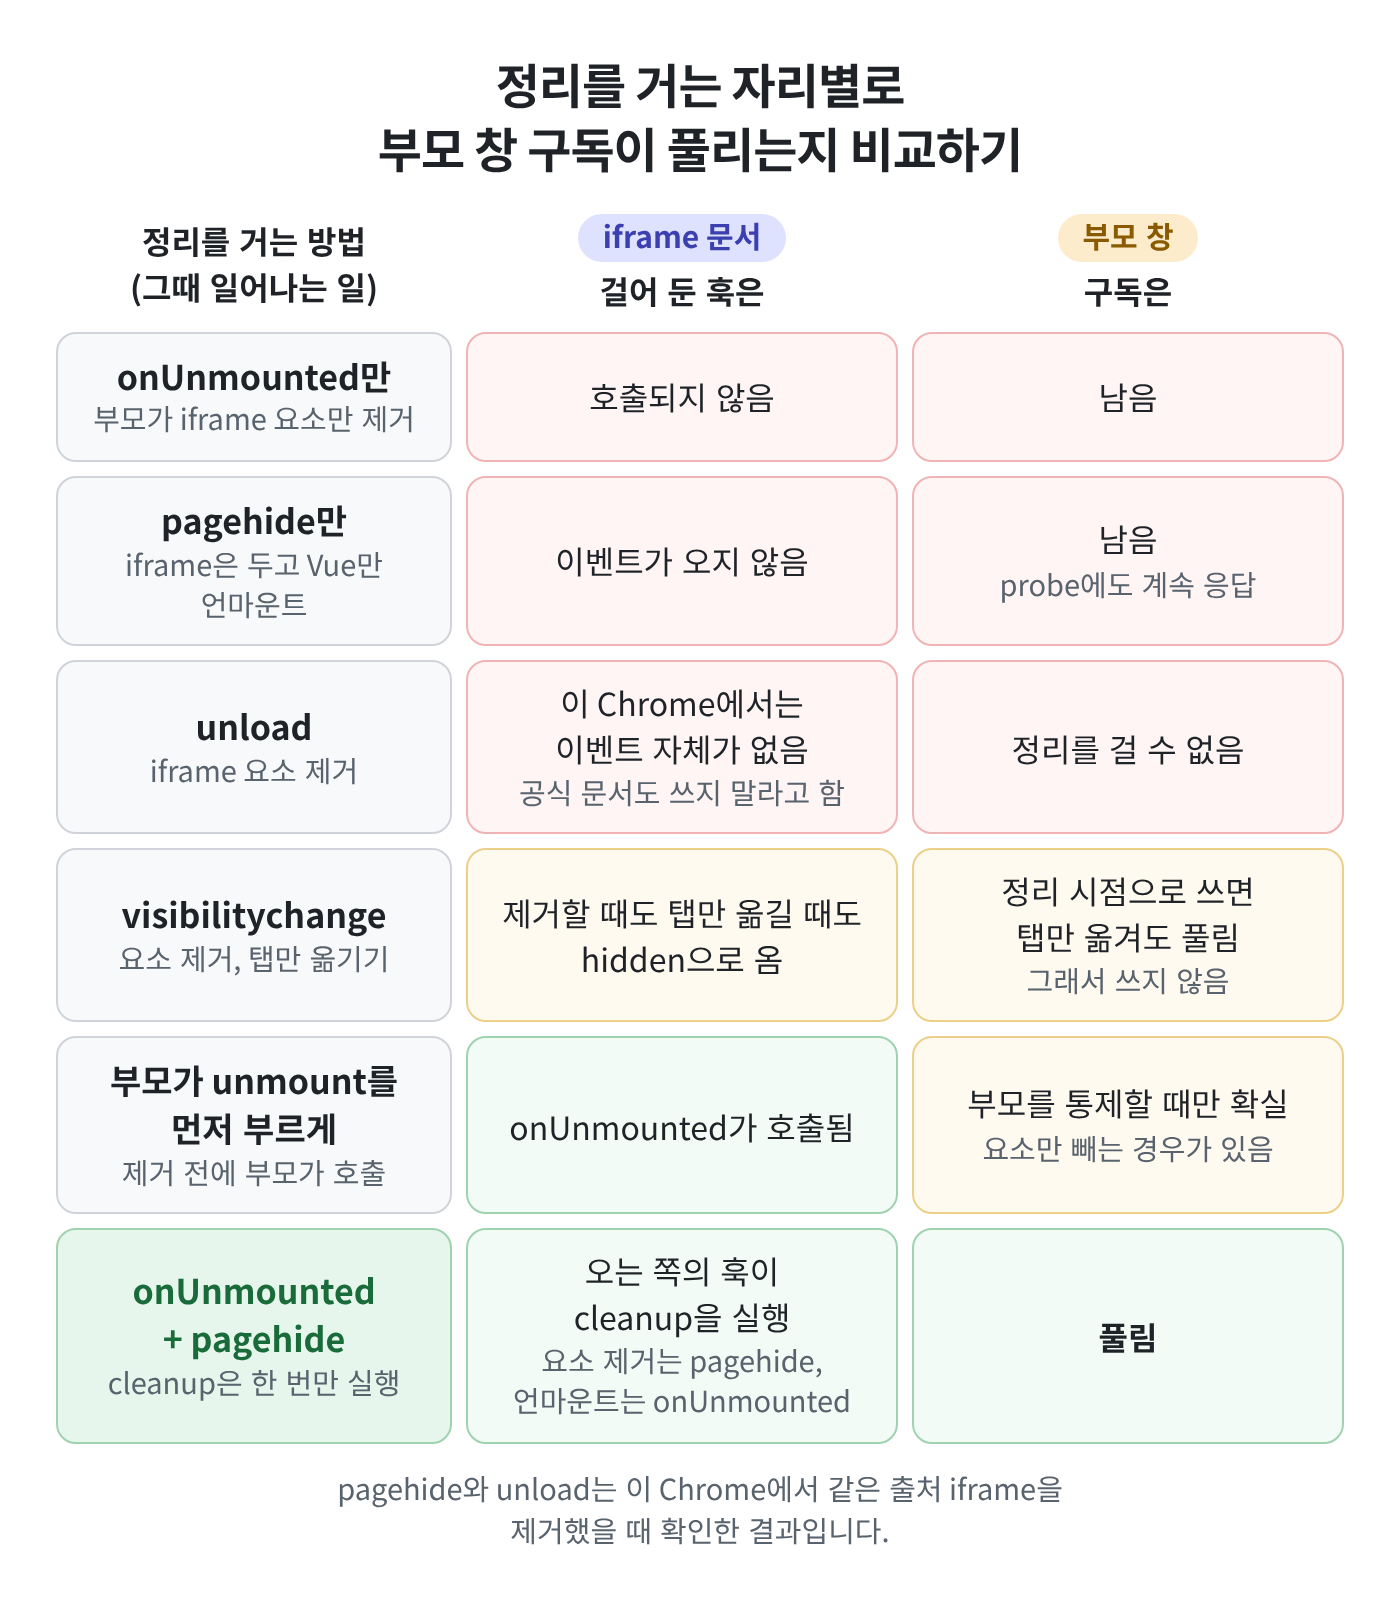 정리를 거는 자리별로
부모 창 구독이 풀리는지 비교하기
정리를 거는 방법
(그때 일어나는 일)
iframe 문서
걸어 둔 훅은
부모 창
구독은
onUnmounted만
부모가 iframe 요소만 제거
호출되지 않음
남음
pagehide만
iframe은 두고 Vue만
언마운트
이벤트가 오지 않음
남음
probe에도 계속 응답
unload
iframe 요소 제거
이 Chrome에서는
이벤트 자체가 없음
공식 문서도 쓰지 말라고 함
정리를 걸 수 없음
visibilitychange
요소 제거, 탭만 옮기기
제거할 때도 탭만 옮길 때도
hidden으로 옴
정리 시점으로 쓰면
탭만 옮겨도 풀림
그래서 쓰지 않음
부모가 unmount를
먼저 부르게
제거 전에 부모가 호출
onUnmounted가 호출됨
부모를 통제할 때만 확실
요소만 빼는 경우가 있음
onUnmounted
+ pagehide
cleanup은 한 번만 실행
오는 쪽의 훅이
cleanup을 실행
요소 제거는 pagehide,
언마운트는 onUnmounted
풀림
pagehide와 unload는 이 Chrome에서 같은 출처 iframe을
제거했을 때 확인한 결과입니다.